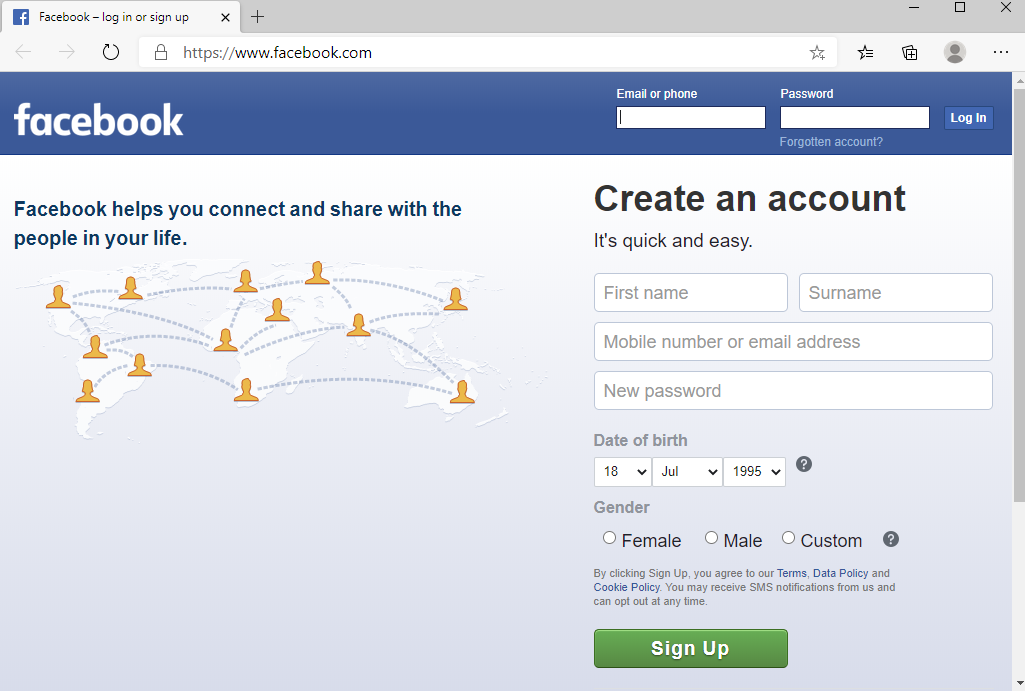 Facebook – log in or sign up
https://www.facebook.com
Email or phone
Password
facebook
Log In
Forgotten account?
Facebook helps you connect and share with the
people in your life.
Create an account
It's quick and easy.
First name
Surname
Mobile number or email address
New password
Date of birth
18 Jul 1995
?
Gender
Female Male Custom
?
By clicking Sign Up, you agree to our Terms, Data Policy and
Cookie Policy. You may receive SMS notifications from us and
can opt out at any time.
Sign Up